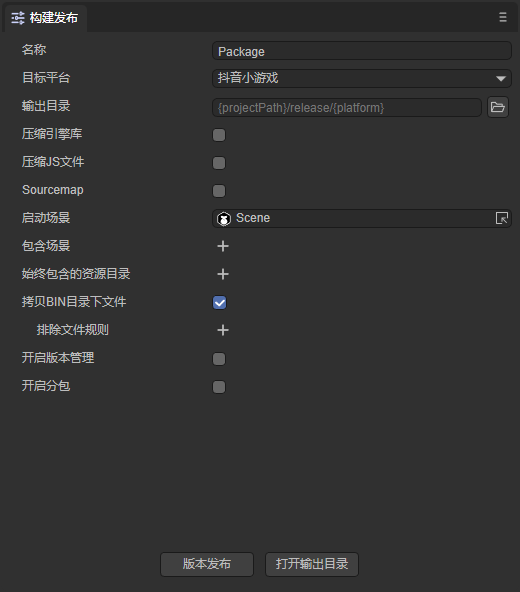 构建发布
名称 Package
目标平台 抖音小游戏
输出目录 {projectPath}/release/{platform}
压缩引擎库
压缩JS文件
Sourcemap
启动场景 Scene
包含场景
始终包含的资源目录
拷贝BIN目录下文件
排除文件规则
开启版本管理
开启分包
版本发布 打开输出目录